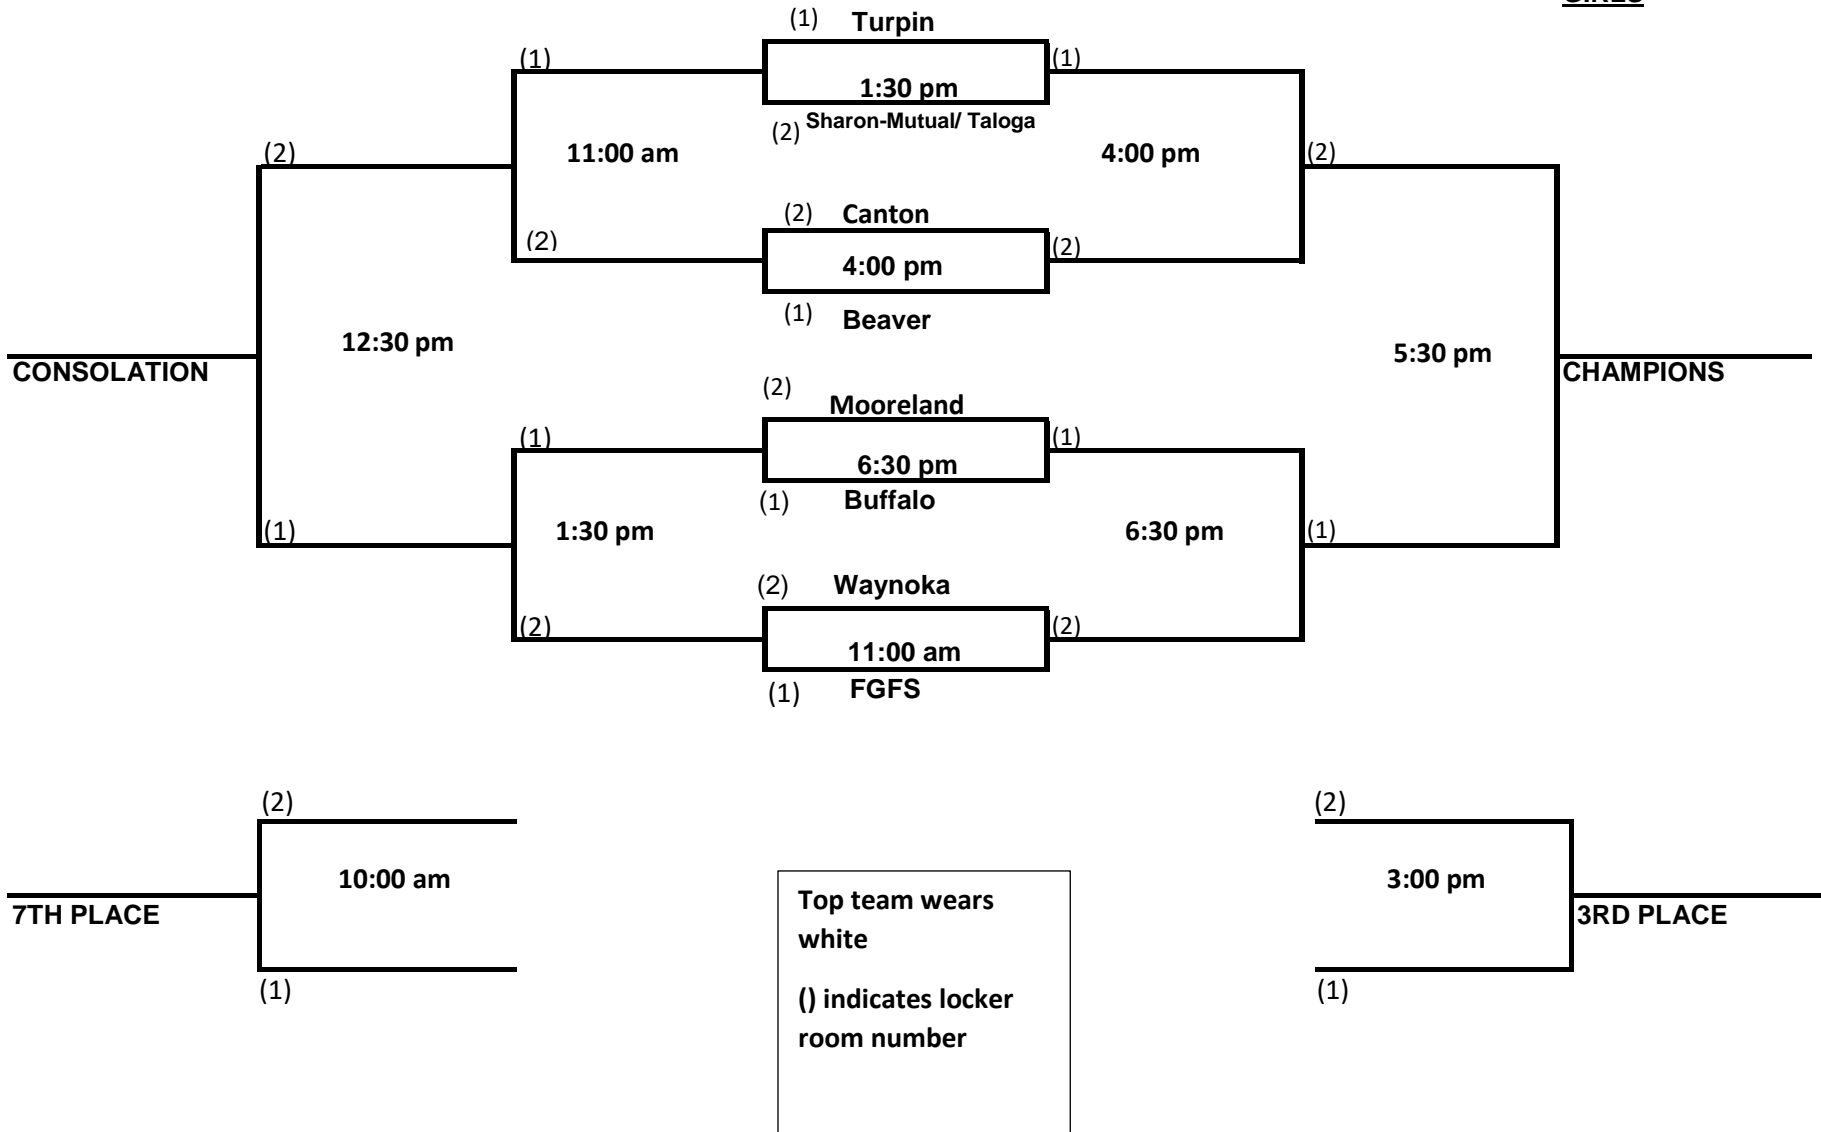 GIRLS
(1) Turpin
(1) 1:30 pm (1)
(2) Sharon-Mutual/ Taloga
(2) 11:00 am 4:00 pm (2)
(2) Canton
(2) 4:00 pm (2)
(1) Beaver
12:30 pm 5:30 pm
CONSOLATION CHAMPIONS
(2) Mooreland
(1) 6:30 pm (1)
(1) Buffalo
(1) 1:30 pm 6:30 pm (1)
(2) Waynoka
(2) 11:00 am (2)
(1) FGFS
(2) (2)
10:00 am 3:00 pm
7TH PLACE 3RD PLACE
(1) (1)
Top team wears
white
() indicates locker
room number